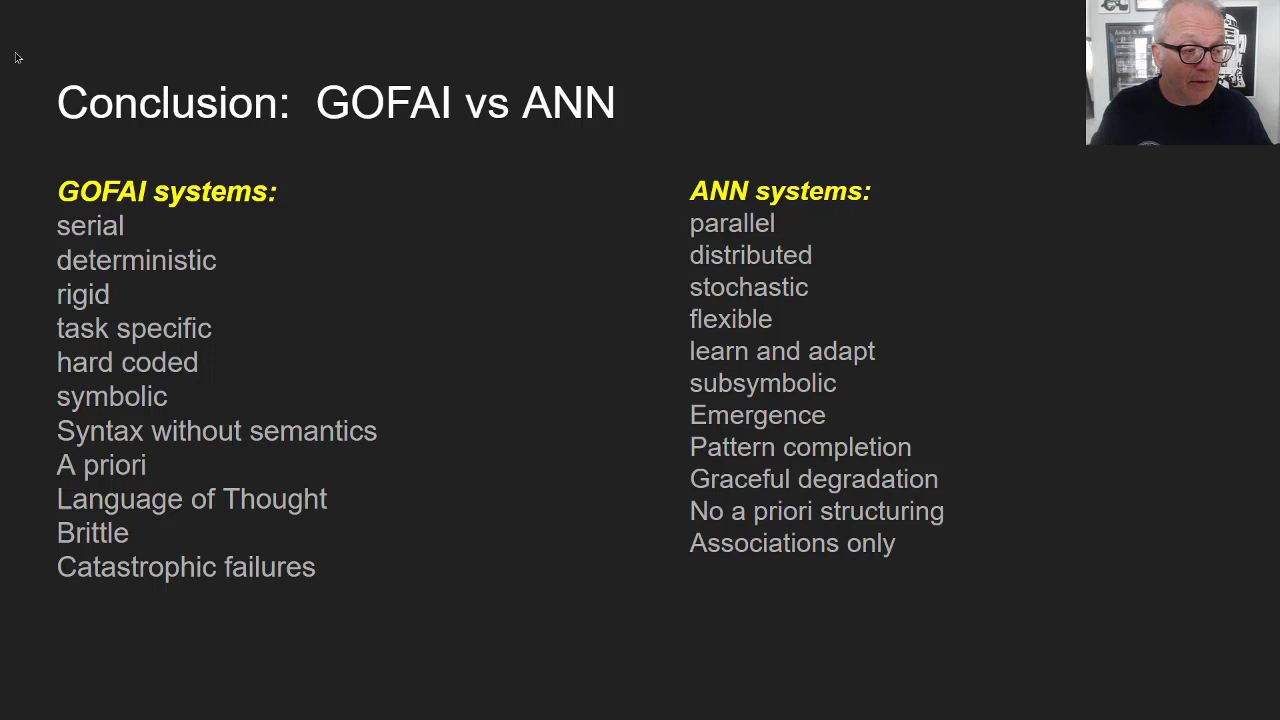 Conclusion:  GOFAI vs ANN
GOFAI systems:
serial
deterministic
rigid
task specific
hard coded
symbolic
Syntax without semantics
A priori
Language of Thought
Brittle
Catastrophic failures
ANN systems:
parallel
distributed
stochastic
flexible
learn and adapt
subsymbolic
Emergence
Pattern completion
Graceful degradation
No a priori structuring
Associations only